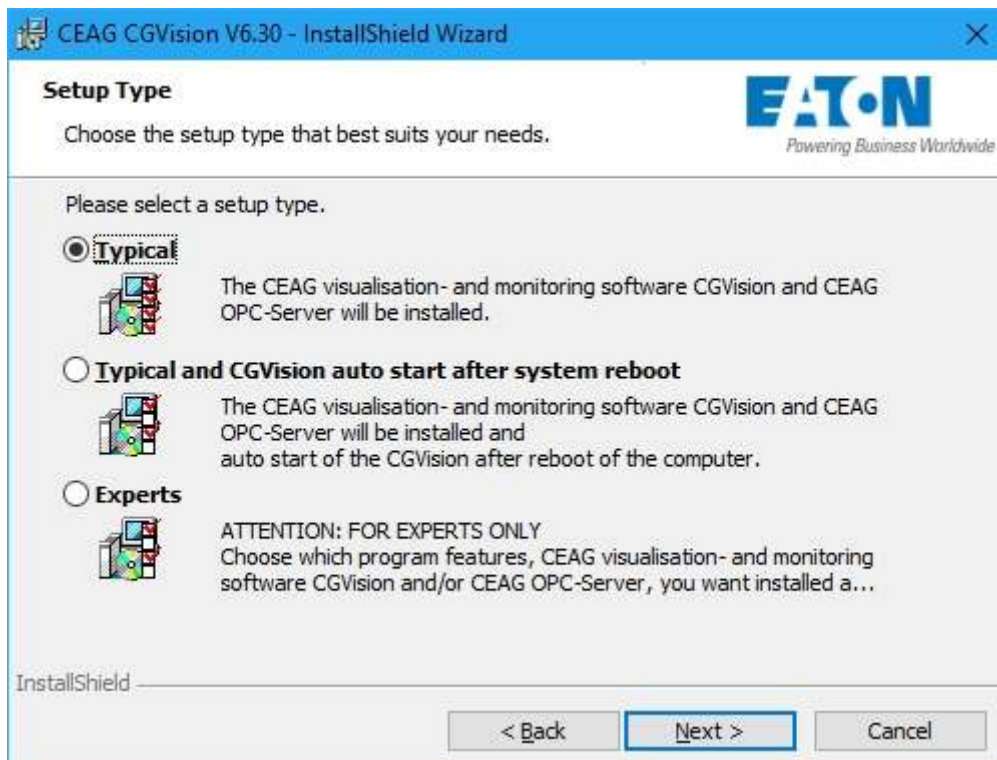 CEAG CGVision V6.30 - InstallShield Wizard
Setup Type
Choose the setup type that best suits your needs.
EATON
Powering Business Worldwide
Please select a setup type.
Typical
The CEAG visualisation- and monitoring software CGVision and CEAG
OPC-Server will be installed.
Typical and CGVision auto start after system reboot
The CEAG visualisation- and monitoring software CGVision and CEAG
OPC-Server will be installed and
auto start of the CGVision after reboot of the computer.
Experts
ATTENTION: FOR EXPERTS ONLY
Choose which program features, CEAG visualisation- and monitoring
software CGVision and/or CEAG OPC-Server, you want installed a...
InstallShield
< Back
Next >
Cancel